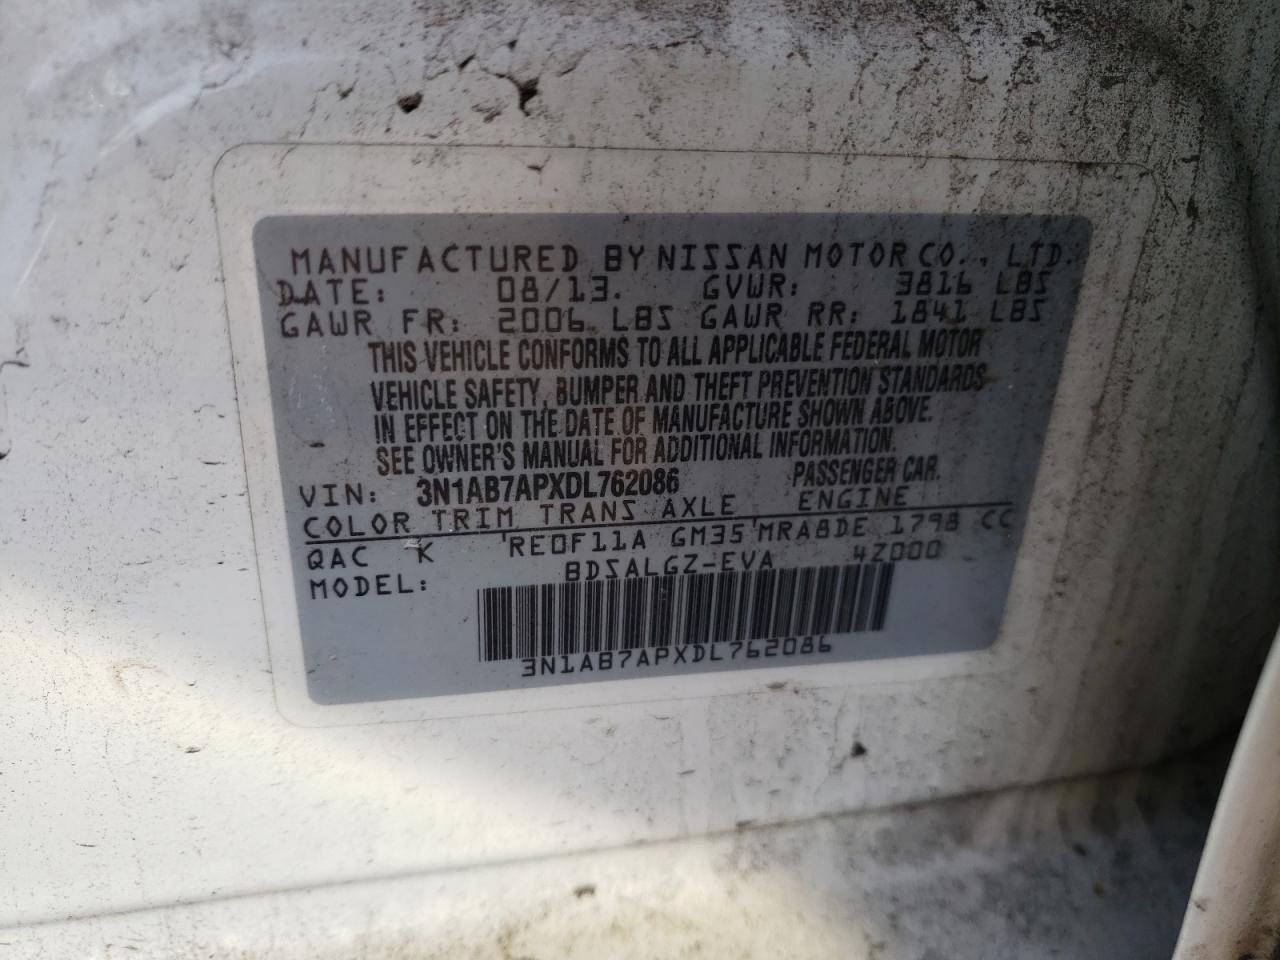 MANUFACTURED BY NISSAN MOTOR CO., LTD.
DATE: 08/13. GVWR: 3816 LBS
GAWR FR: 2006 LBS GAWR RR: 1841 LBS
THIS VEHICLE CONFORMS TO ALL APPLICABLE FEDERAL MOTOR
VEHICLE SAFETY, BUMPER AND THEFT PREVENTION STANDARDS
IN EFFECT ON THE DATE OF MANUFACTURE SHOWN ABOVE.
SEE OWNER'S MANUAL FOR ADDITIONAL INFORMATION.
VIN: 3N1AB7APXDL762086 PASSENGER CAR.
COLOR TRIM TRANS AXLE ENGINE
QAC K RE0F11A GM35 MRA8DE 1798 CC
MODEL: BDSALGZ-EVA 4Z000
3N1AB7APXDL762086